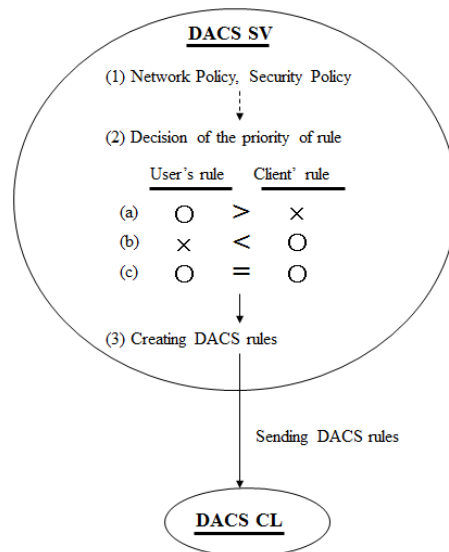 DACS SV
(1) Network Policy, Security Policy
(2) Decision of the priority of rule
User's rule Client' rule
(a) O > ×
(b) × < O
(c) O = O
(3) Creating DACS rules
Sending DACS rules
DACS CL